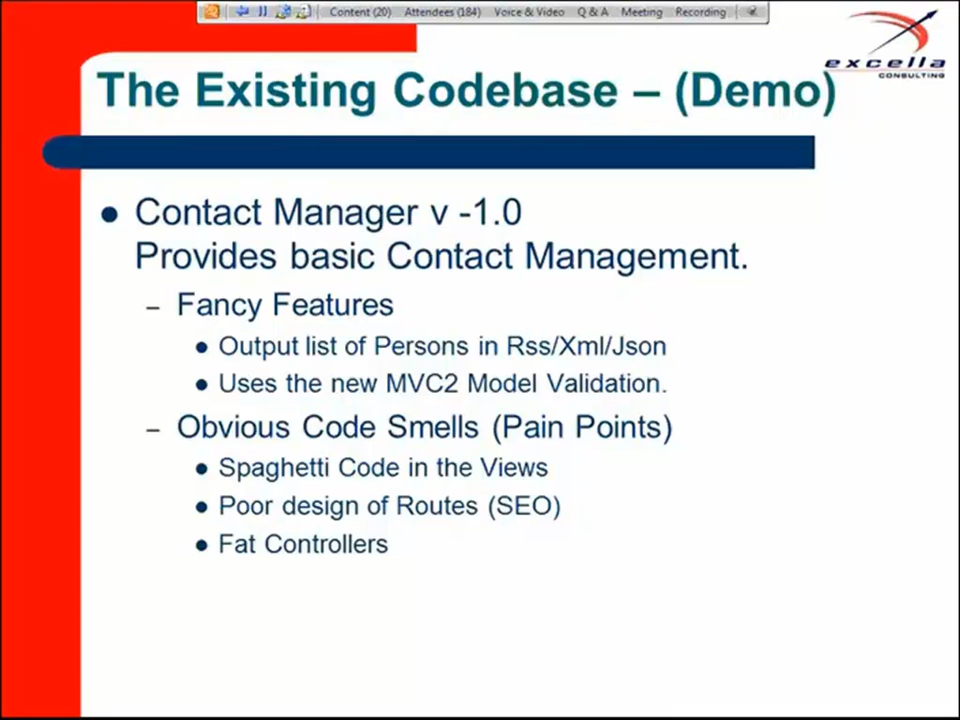 Content (20) Attendees (184) Voice & Video Q & A Meeting Recording
excella
CONSULTING
The Existing Codebase – (Demo)
● Contact Manager v -1.0
Provides basic Contact Management.
– Fancy Features
● Output list of Persons in Rss/Xml/Json
● Uses the new MVC2 Model Validation.
– Obvious Code Smells (Pain Points)
● Spaghetti Code in the Views
● Poor design of Routes (SEO)
● Fat Controllers